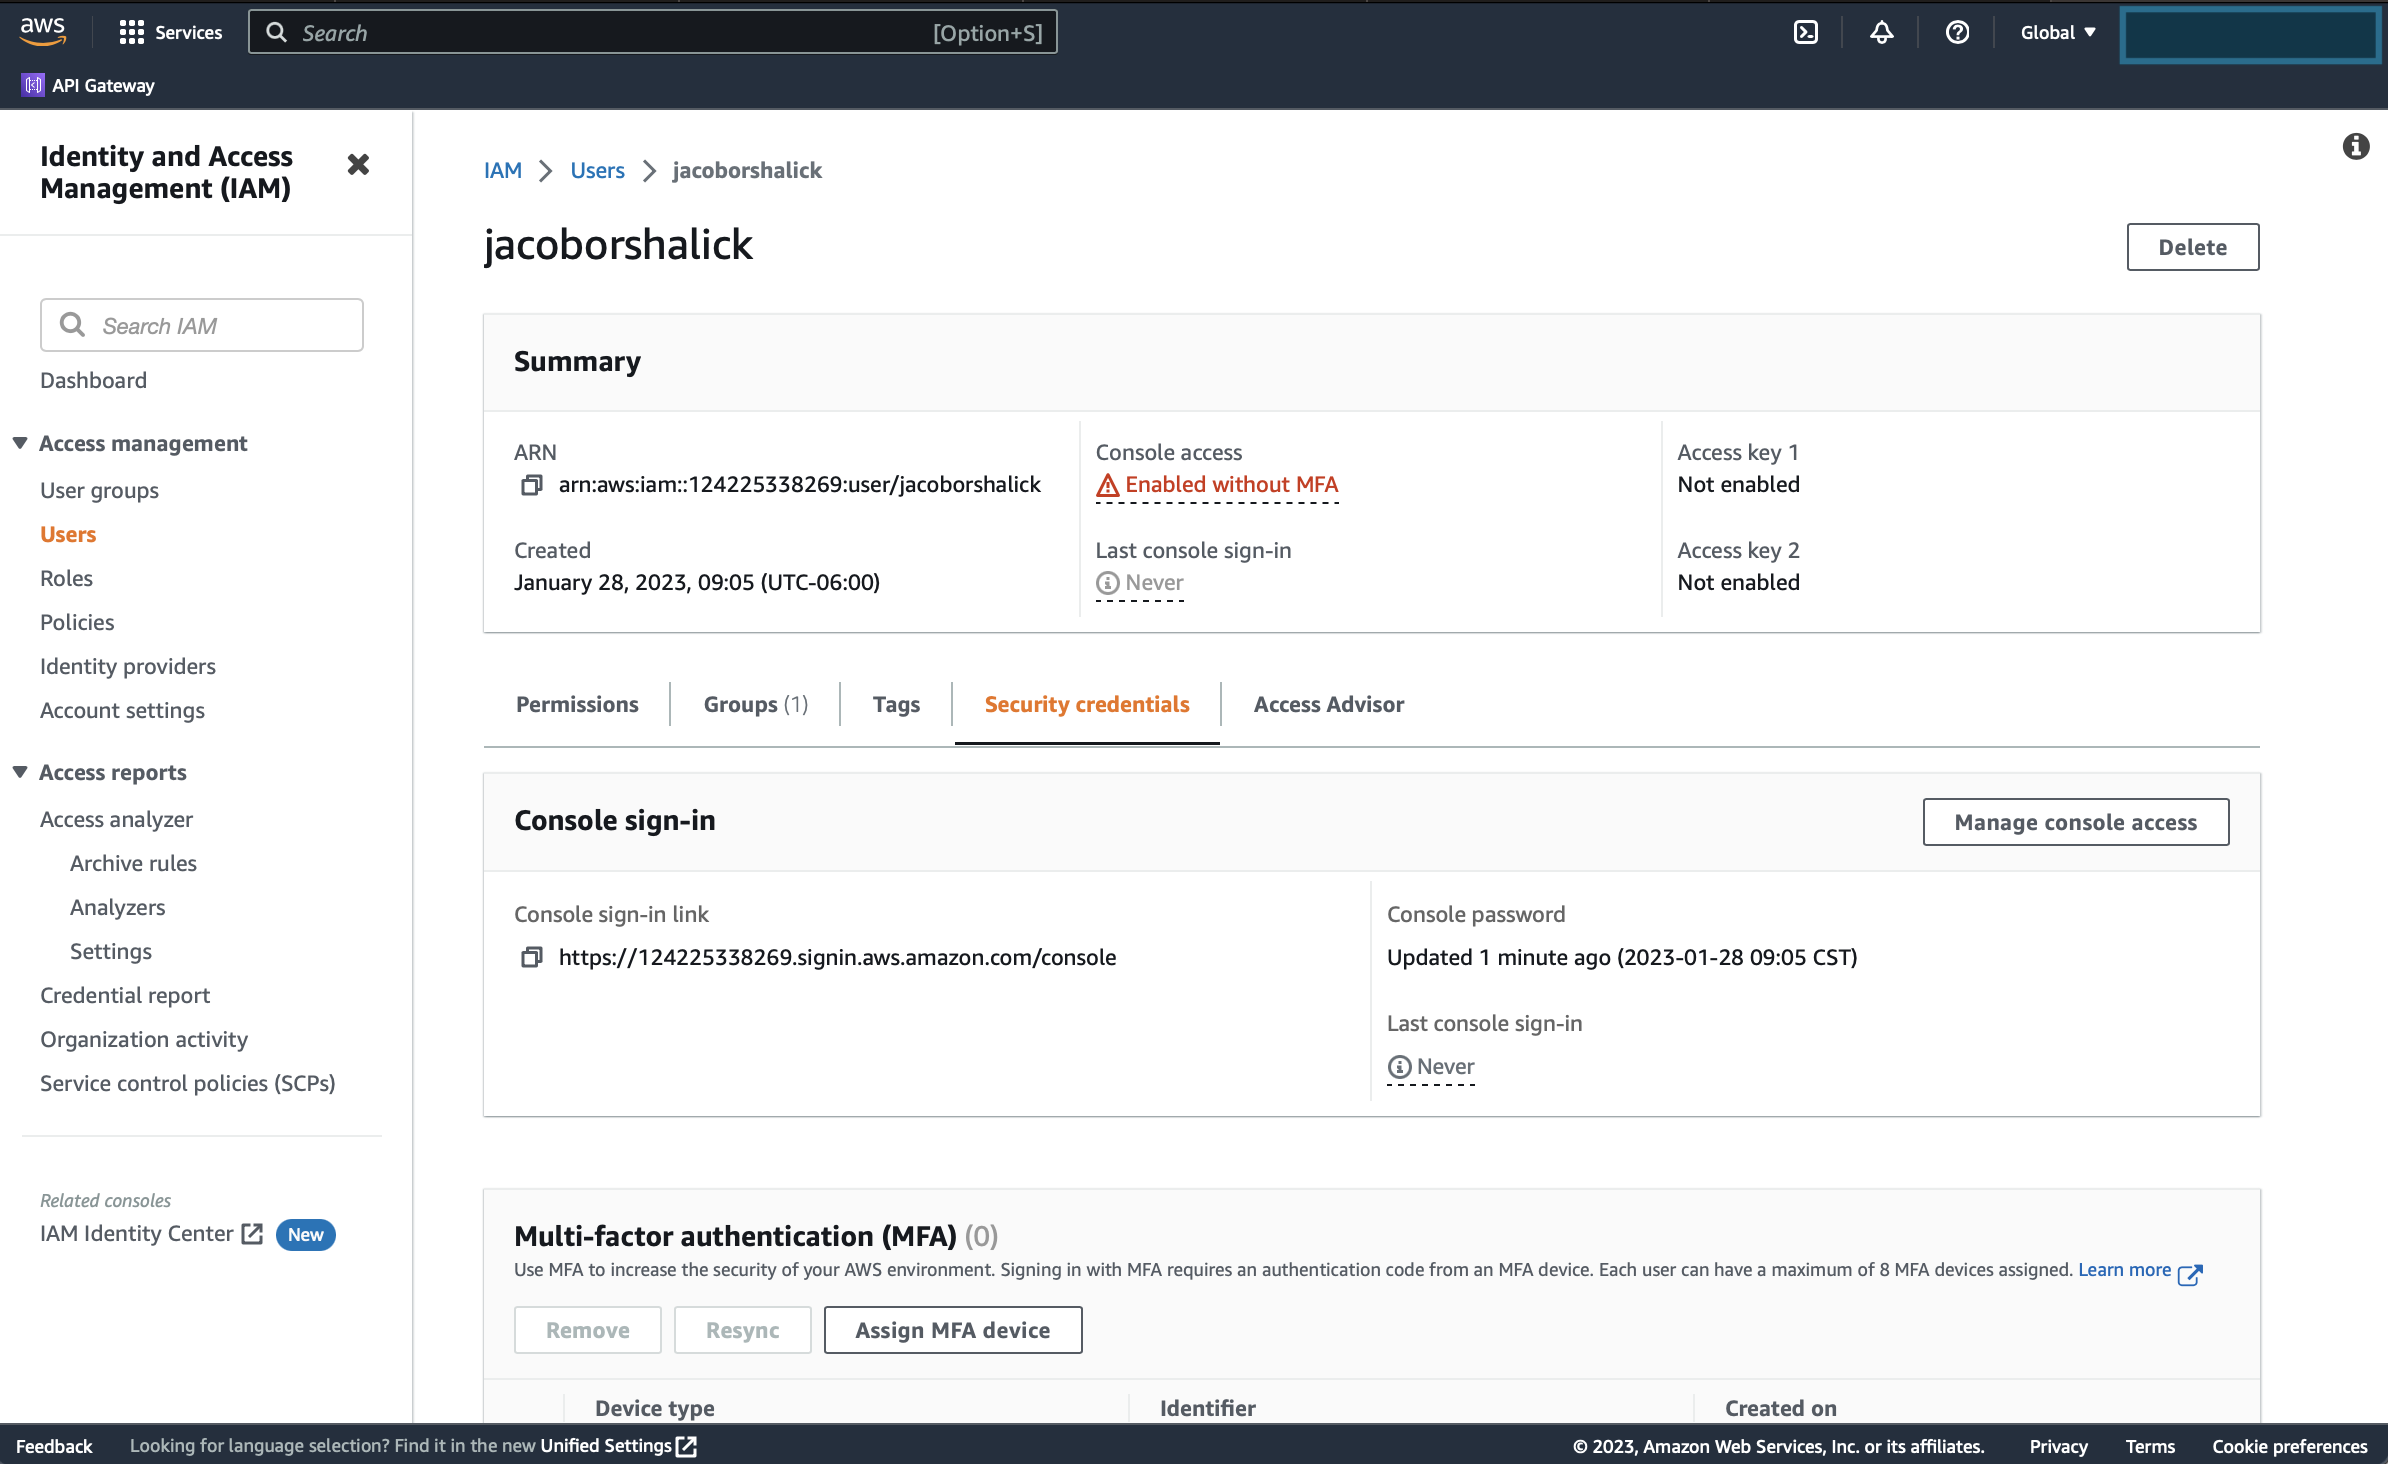 aws
Services
Search
[Option+S]
Global
API Gateway
Identity and Access
Management (IAM)
Search IAM
Dashboard
Access management
User groups
Users
Roles
Policies
Identity providers
Account settings
Access reports
Access analyzer
Archive rules
Analyzers
Settings
Credential report
Organization activity
Service control policies (SCPs)
Related consoles
IAM Identity Center New
IAM > Users > jacoborshalick
jacoborshalick
Delete
Summary
ARN
arn:aws:iam::124225338269:user/jacoborshalick
Created
January 28, 2023, 09:05 (UTC-06:00)
Console access
Enabled without MFA
Last console sign-in
Never
Access key 1
Not enabled
Access key 2
Not enabled
Permissions
Groups (1)
Tags
Security credentials
Access Advisor
Console sign-in
Manage console access
Console sign-in link
https://124225338269.signin.aws.amazon.com/console
Console password
Updated 1 minute ago (2023-01-28 09:05 CST)
Last console sign-in
Never
Multi-factor authentication (MFA) (0)
Use MFA to increase the security of your AWS environment. Signing in with MFA requires an authentication code from an MFA device. Each user can have a maximum of 8 MFA devices assigned. Learn more
Remove
Resync
Assign MFA device
Device type
Identifier
Created on
Feedback
Looking for language selection? Find it in the new Unified Settings
© 2023, Amazon Web Services, Inc. or its affiliates.
Privacy
Terms
Cookie preferences